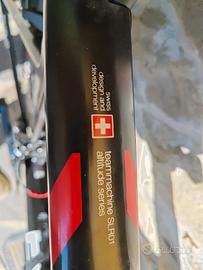 swiss
design and
development
teammachine SLR01
altitude series